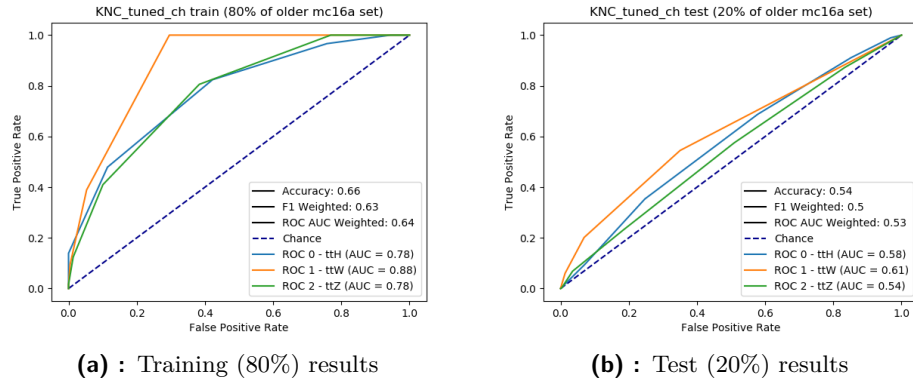 KNC_tuned_ch train (80% of older mc16a set)
True Positive Rate
1.0
0.8
0.6
0.4
0.2
0.0
Accuracy: 0.66
F1 Weighted: 0.63
ROC AUC Weighted: 0.64
Chance
ROC 0 - ttH (AUC = 0.78)
ROC 1 - ttW (AUC = 0.88)
ROC 2 - ttZ (AUC = 0.78)
0.0 0.2 0.4 0.6 0.8 1.0
False Positive Rate
(a) : Training (80%) results
KNC_tuned_ch test (20% of older mc16a set)
True Positive Rate
1.0
0.8
0.6
0.4
0.2
0.0
Accuracy: 0.54
F1 Weighted: 0.5
ROC AUC Weighted: 0.53
Chance
ROC 0 - ttH (AUC = 0.58)
ROC 1 - ttW (AUC = 0.61)
ROC 2 - ttZ (AUC = 0.54)
0.0 0.2 0.4 0.6 0.8 1.0
False Positive Rate
(b) : Test (20%) results